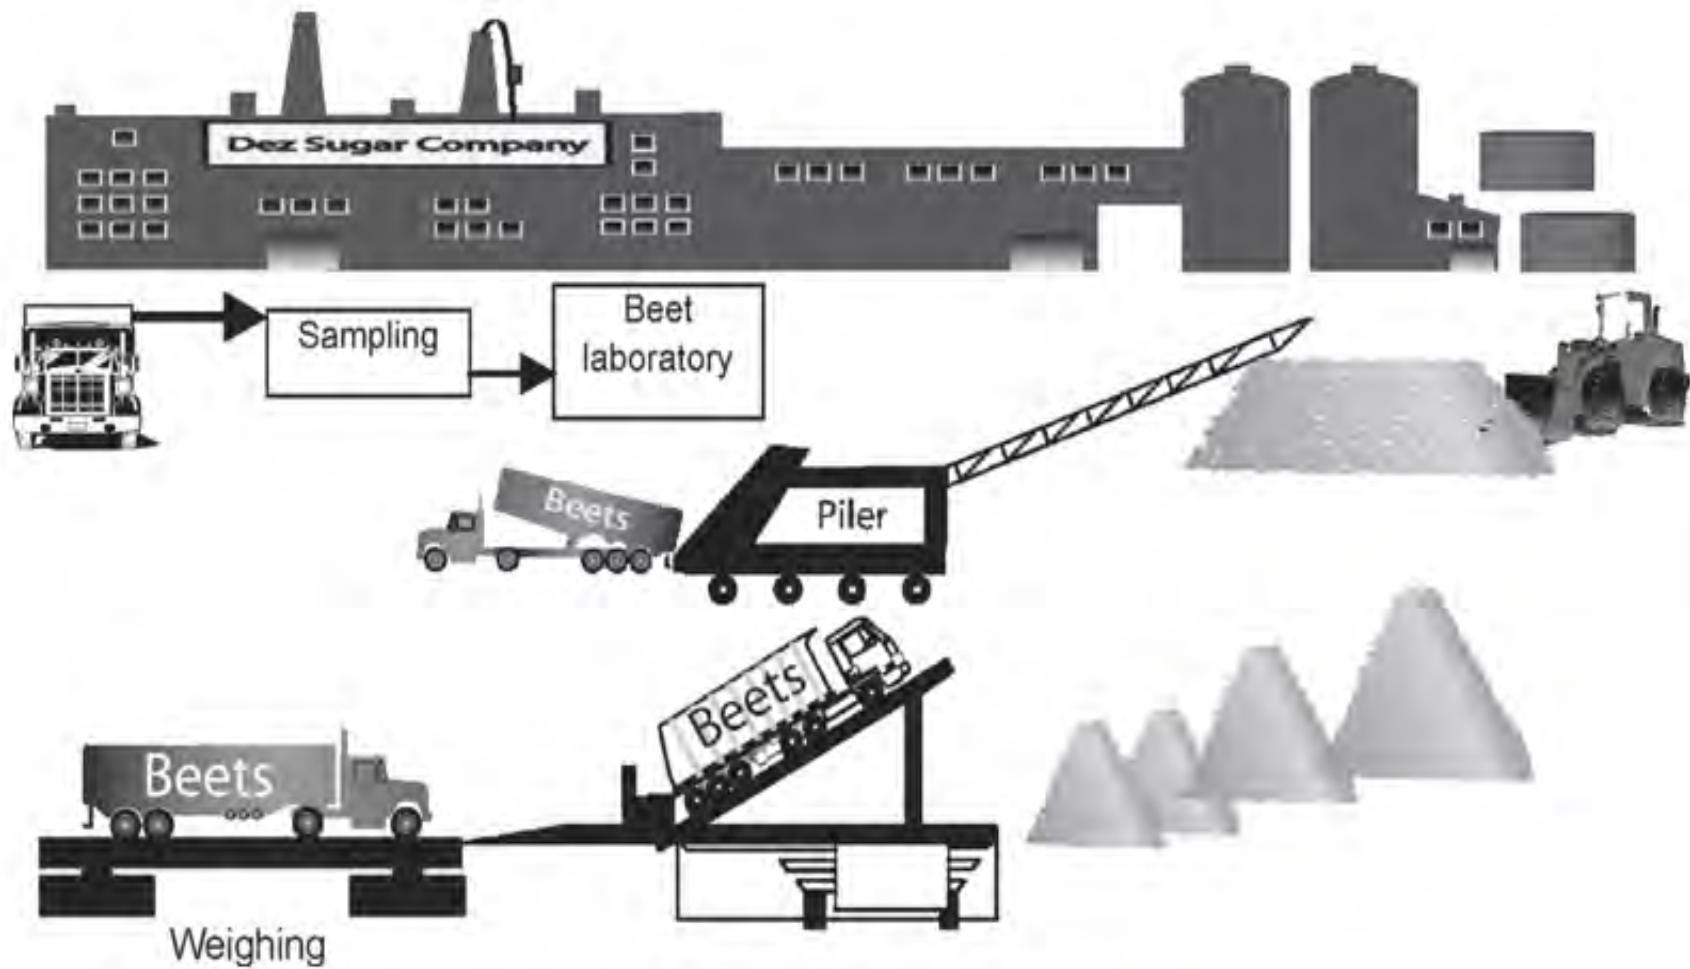 Dez Sugar Company
Sampling
Beet
laboratory
Beets
Piler
Beets
Beets
Weighing